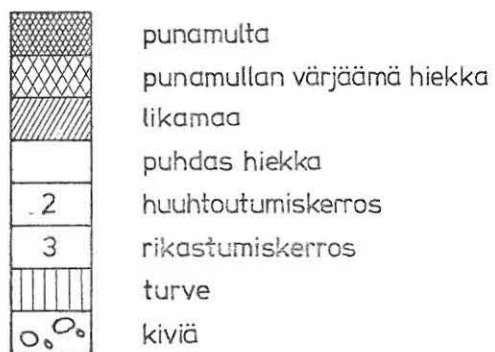 punamulta
punamullan värjäämä hiekka
likamaa
puhdas hiekka
2 huuhtoutumiskerros
3 rikastumiskerros
turve
kiviä